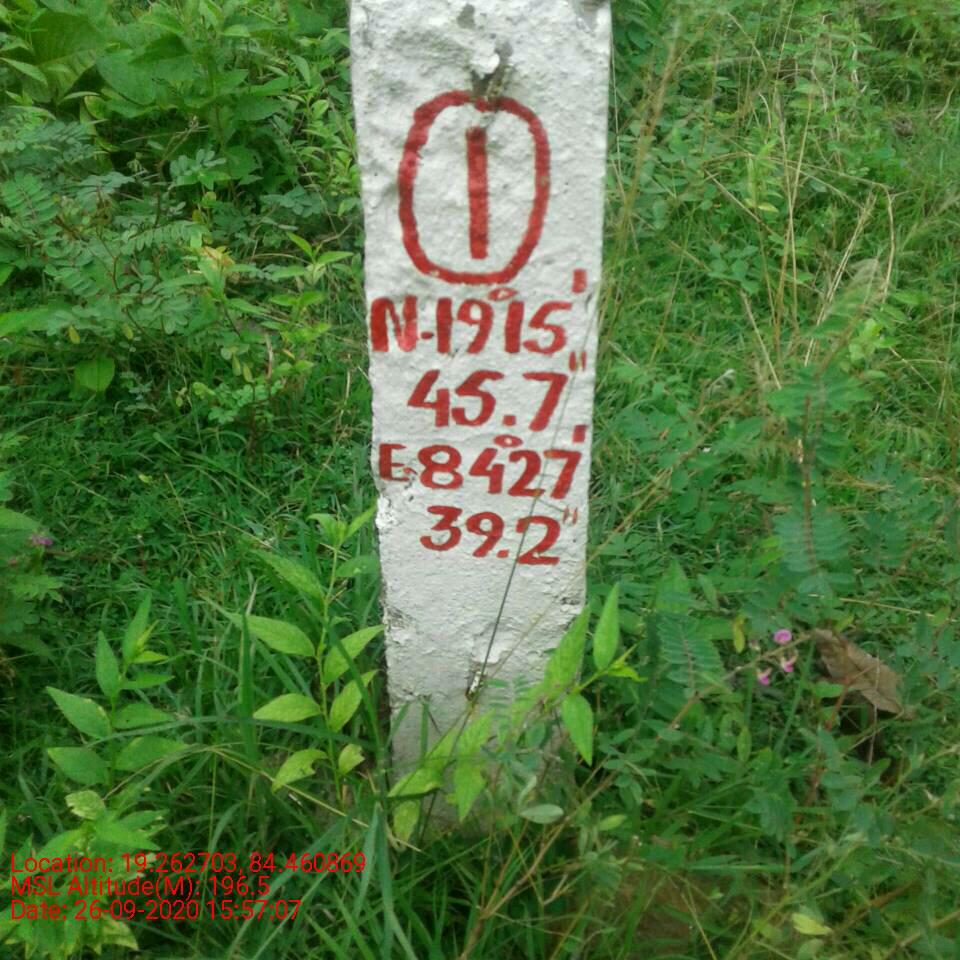 1
N-19°15'
45.7"
E-84°27'
39.2"
Location: 19.262703, 84.460869
MSL Altitude(M): 196.5
Date: 26-09-2020 15:57:07